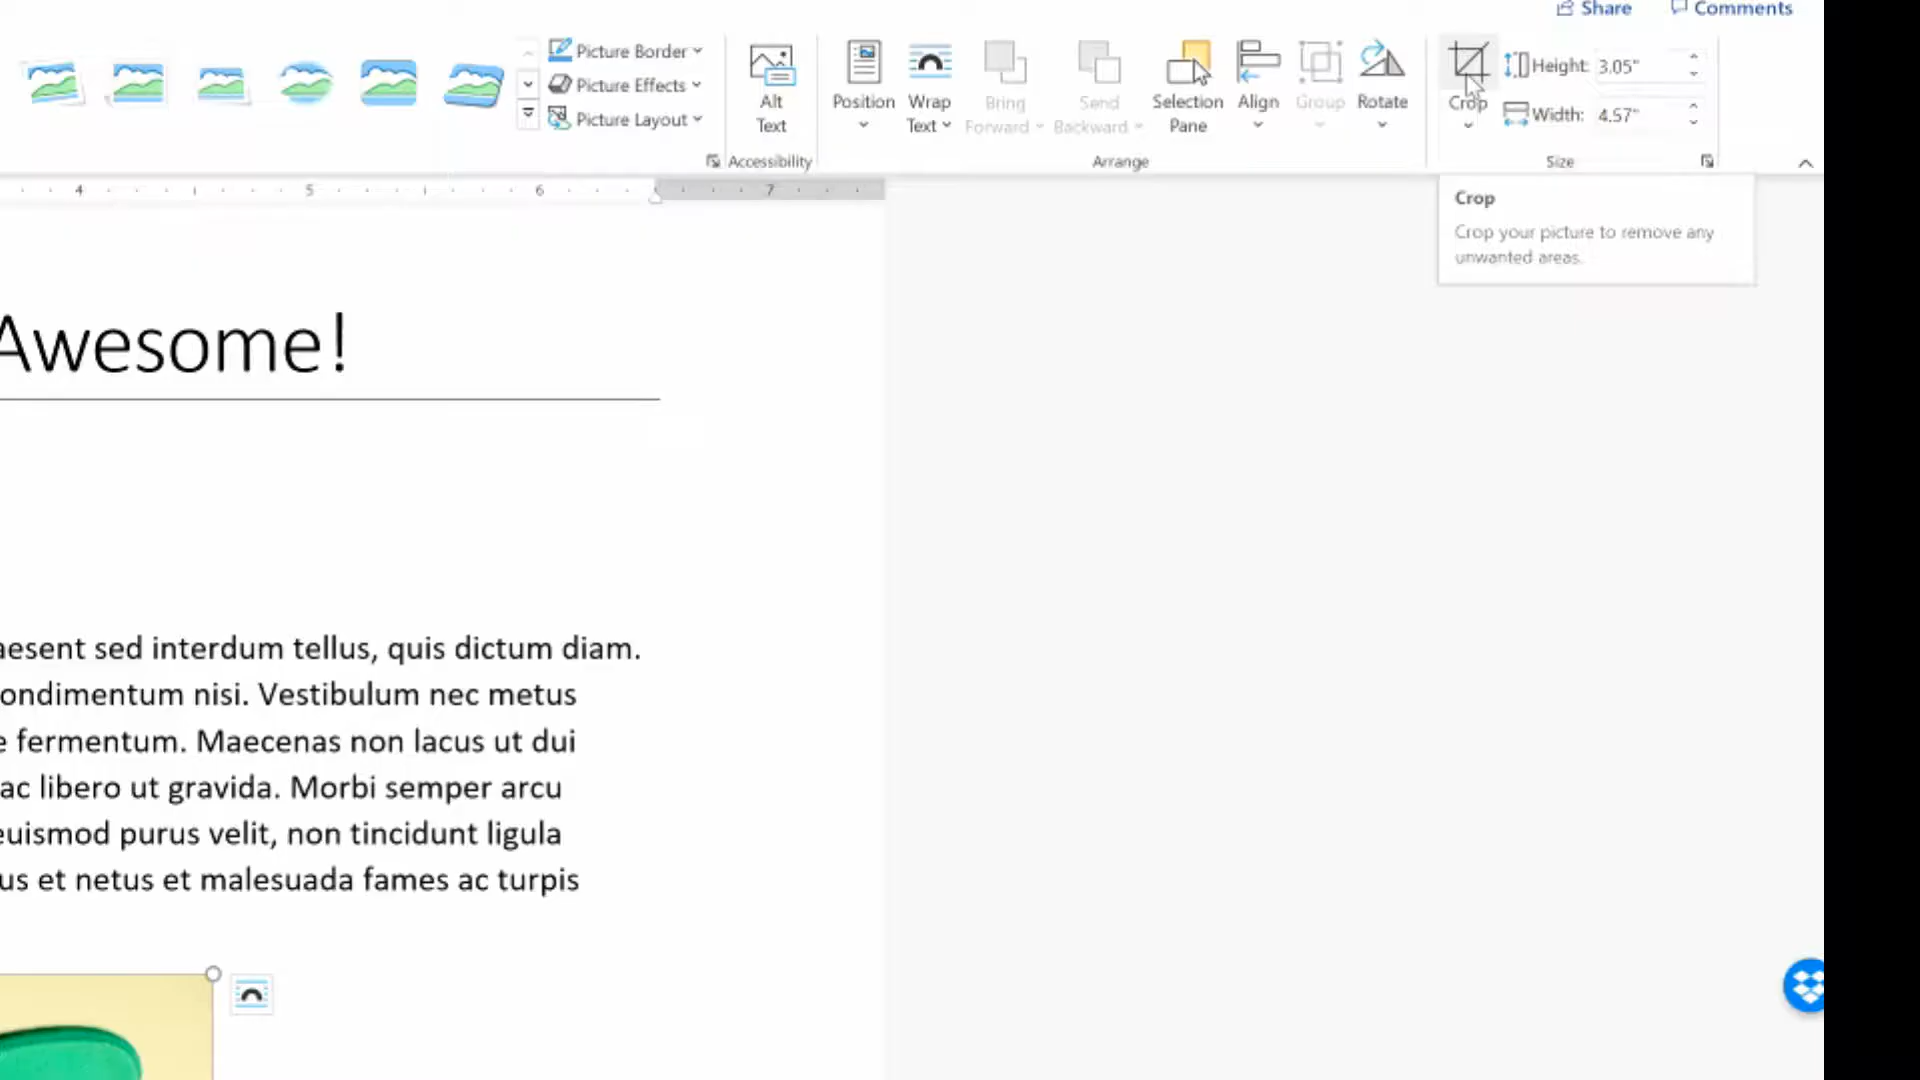 Share Comments
Picture Border
Picture Effects
Picture Layout
Alt Text
Accessibility
Position
Wrap Text
Bring Forward
Send Backward
Selection Pane
Align
Group
Rotate
Arrange
Crop
Height: 3.05"
Width: 4.57"
Size
4 5 6 7
Crop
Crop your picture to remove any
unwanted areas.
Awesome!
aesent sed interdum tellus, quis dictum diam.
ondimentum nisi. Vestibulum nec metus
e fermentum. Maecenas non lacus ut dui
ac libero ut gravida. Morbi semper arcu
euismod purus velit, non tincidunt ligula
us et netus et malesuada fames ac turpis